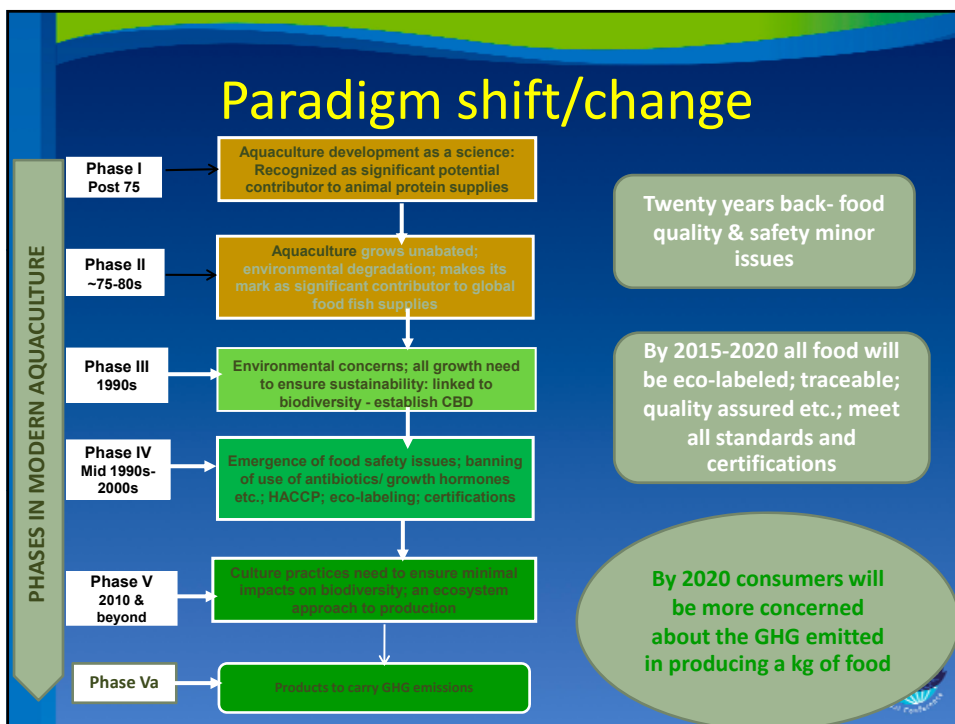 Paradigm shift/change
PHASES IN MODERN AQUACULTURE
Phase I
Post 75
Aquaculture development as a science:
Recognized as significant potential
contributor to animal protein supplies
Phase II
~75-80s
Aquaculture grows unabated;
environmental degradation; makes its
mark as significant contributor to global
food fish supplies
Phase III
1990s
Environmental concerns; all growth need
to ensure sustainability: linked to
biodiversity - establish CBD
Phase IV
Mid 1990s-
2000s
Emergence of food safety issues; banning
of use of antibiotics/ growth hormones
etc.; HACCP; eco-labeling; certifications
Phase V
2010 &
beyond
Culture practices need to ensure minimal
impacts on biodiversity; an ecosystem
approach to production
Phase Va
Products to carry GHG emissions
Twenty years back- food
quality & safety minor
issues
By 2015-2020 all food will
be eco-labeled; traceable;
quality assured etc.; meet
all standards and
certifications
By 2020 consumers will
be more concerned
about the GHG emitted
in producing a kg of food
Conference